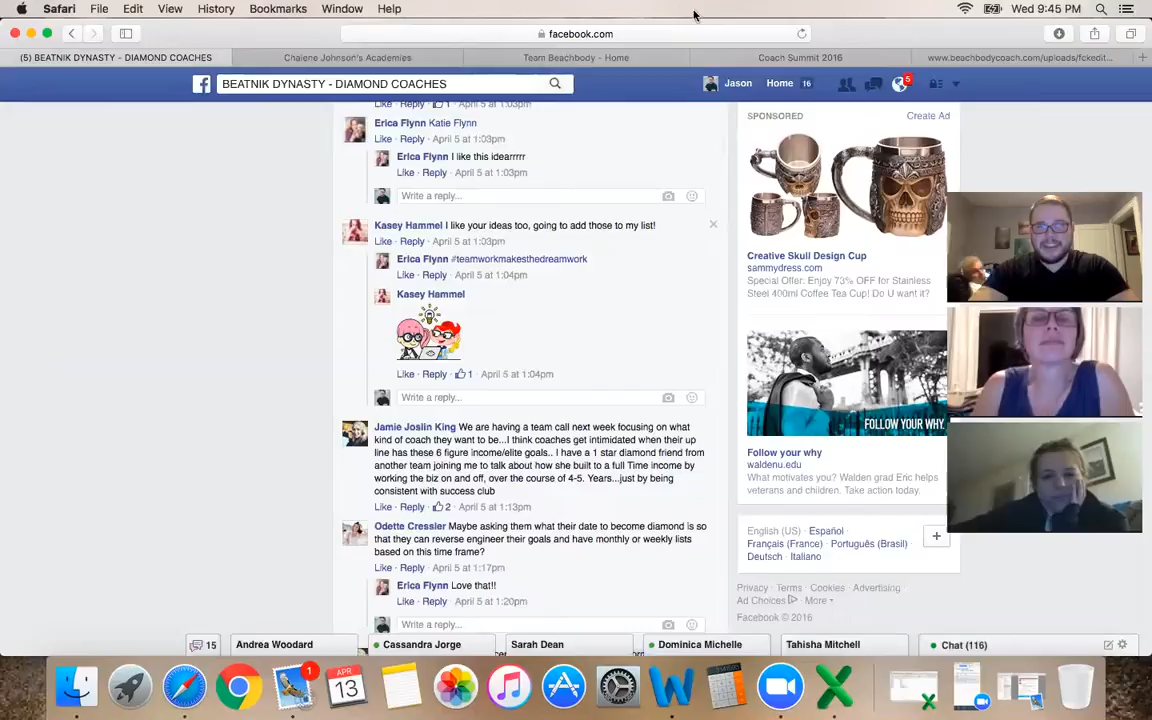 Safari File Edit View History Bookmarks Window Help Wed 9:45 PM
facebook.com
(5) BEATNIK DYNASTY - DIAMOND COACHES Chalene Johnson's Academies Team Beachbody - Home Coach Summit 2016 www.beachbodycoach.com/uploads/fckedit...
BEATNIK DYNASTY - DIAMOND COACHES Jason Home 16 5
Like · Reply · 1 · April 5 at 1:03pm
Erica Flynn Katie Flynn
Like · Reply · April 5 at 1:03pm
Erica Flynn I like this idearrrrr
Like · Reply · April 5 at 1:03pm
Write a reply...
Kasey Hammel I like your ideas too, going to add those to my list!
Like · Reply · April 5 at 1:03pm
Erica Flynn #teamworkmakesthedreamwork
Like · Reply · April 5 at 1:04pm
Kasey Hammel
Like · Reply · 1 · April 5 at 1:04pm
Write a reply...
Jamie Joslin King We are having a team call next week focusing on what
kind of coach they want to be...I think coaches get intimidated when their up
line has these 6 figure income/elite goals.. I have a 1 star diamond friend from
another team joining me to talk about how she built to a full Time income by
working the biz on and off, over the course of 4-5. Years...just by being
consistent with success club
Like · Reply · 2 · April 5 at 1:13pm
Odette Cressler Maybe asking them what their date to become diamond is so
that they can reverse engineer their goals and have monthly or weekly lists
based on this time frame?
Like · Reply · April 5 at 1:17pm
Erica Flynn Love that!!
Like · Reply · April 5 at 1:20pm
Write a reply...
SPONSORED Create Ad
Creative Skull Design Cup
sammydress.com
Special Offer: Enjoy 73% OFF for Stainless
Steel 400ml Coffee Tea Cup! Do U want it?
FOLLOW YOUR WHY.
Follow your why
waldenu.edu
What motivates you? Walden grad Eric helps
veterans and children. Take action today.
English (US) · Español ·
Français (France) · Português (Brasil) ·
Deutsch · Italiano
+
Privacy · Terms · Cookies · Advertising ·
Ad Choices · More
Facebook © 2016
15 Andrea Woodard Cassandra Jorge Sarah Dean Dominica Michelle Tahisha Mitchell Chat (116)
1
APR
13